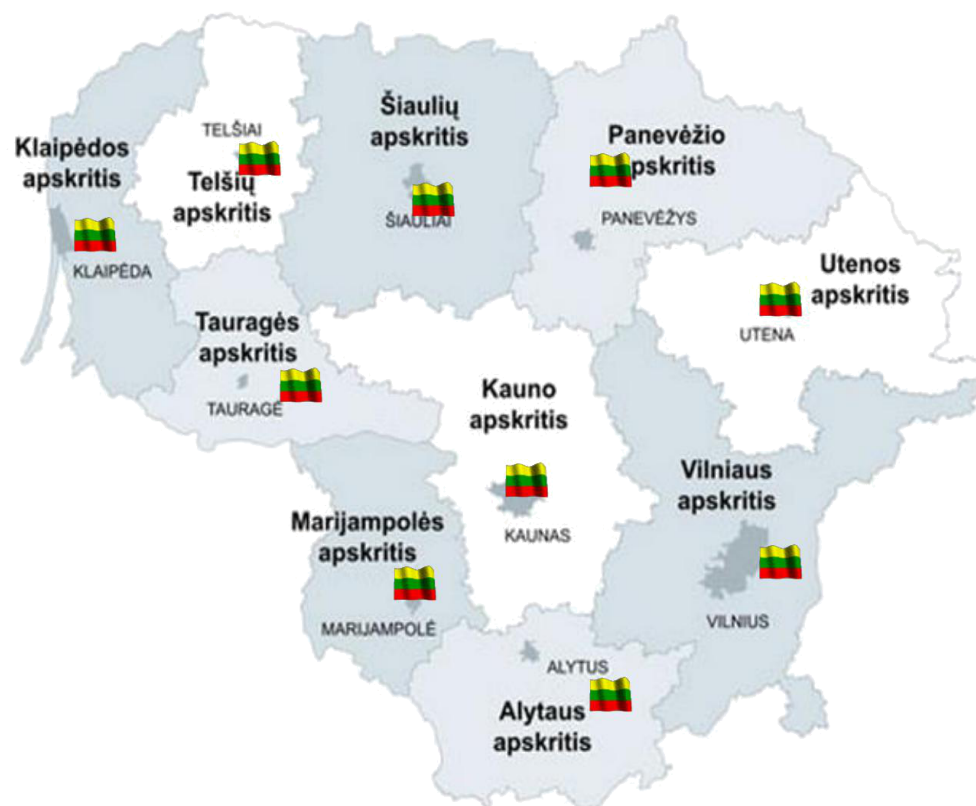 Šiaulių
apskritis
TELŠIAI
Panevėžio
pskritis
Klaipėdos
apskritis
Telšių
apskritis
ŠIAULIAI
PANEVĖŽYS
KLAIPĖDA
Utenos
apskritis
Tauragės
apskritis
UTENA
TAURAGĖ
Kauno
apskritis
Vilniaus
apskritis
Marijampolės
apskritis
KAUNAS
MARIJAMPOLĖ
VILNIUS
ALYTUS
Alytaus
apskritis